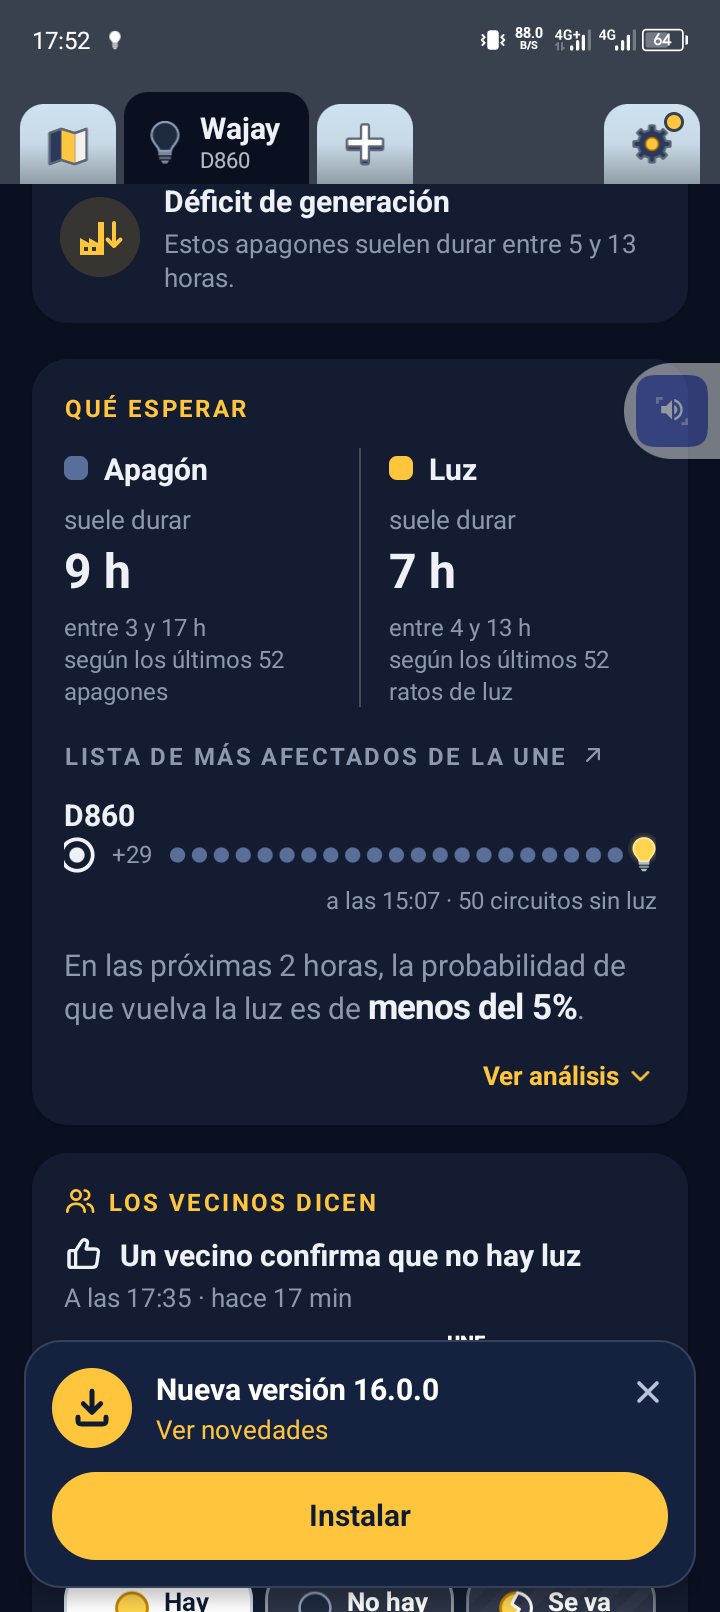 17:52
88.0 B/S 4G+ 4G 64
Wajay
D860
Déficit de generación
Estos apagones suelen durar entre 5 y 13
horas.
QUÉ ESPERAR
Apagón
suele durar
9 h
entre 3 y 17 h
según los últimos 52
apagones
Luz
suele durar
7 h
entre 4 y 13 h
según los últimos 52
ratos de luz
LISTA DE MÁS AFECTADOS DE LA UNE
D860
+29
a las 15:07 · 50 circuitos sin luz
En las próximas 2 horas, la probabilidad de
que vuelva la luz es de menos del 5%.
Ver análisis
LOS VECINOS DICEN
Un vecino confirma que no hay luz
A las 17:35 · hace 17 min
UNE
Nueva versión 16.0.0
Ver novedades
Instalar
Hay
No hay
Se va